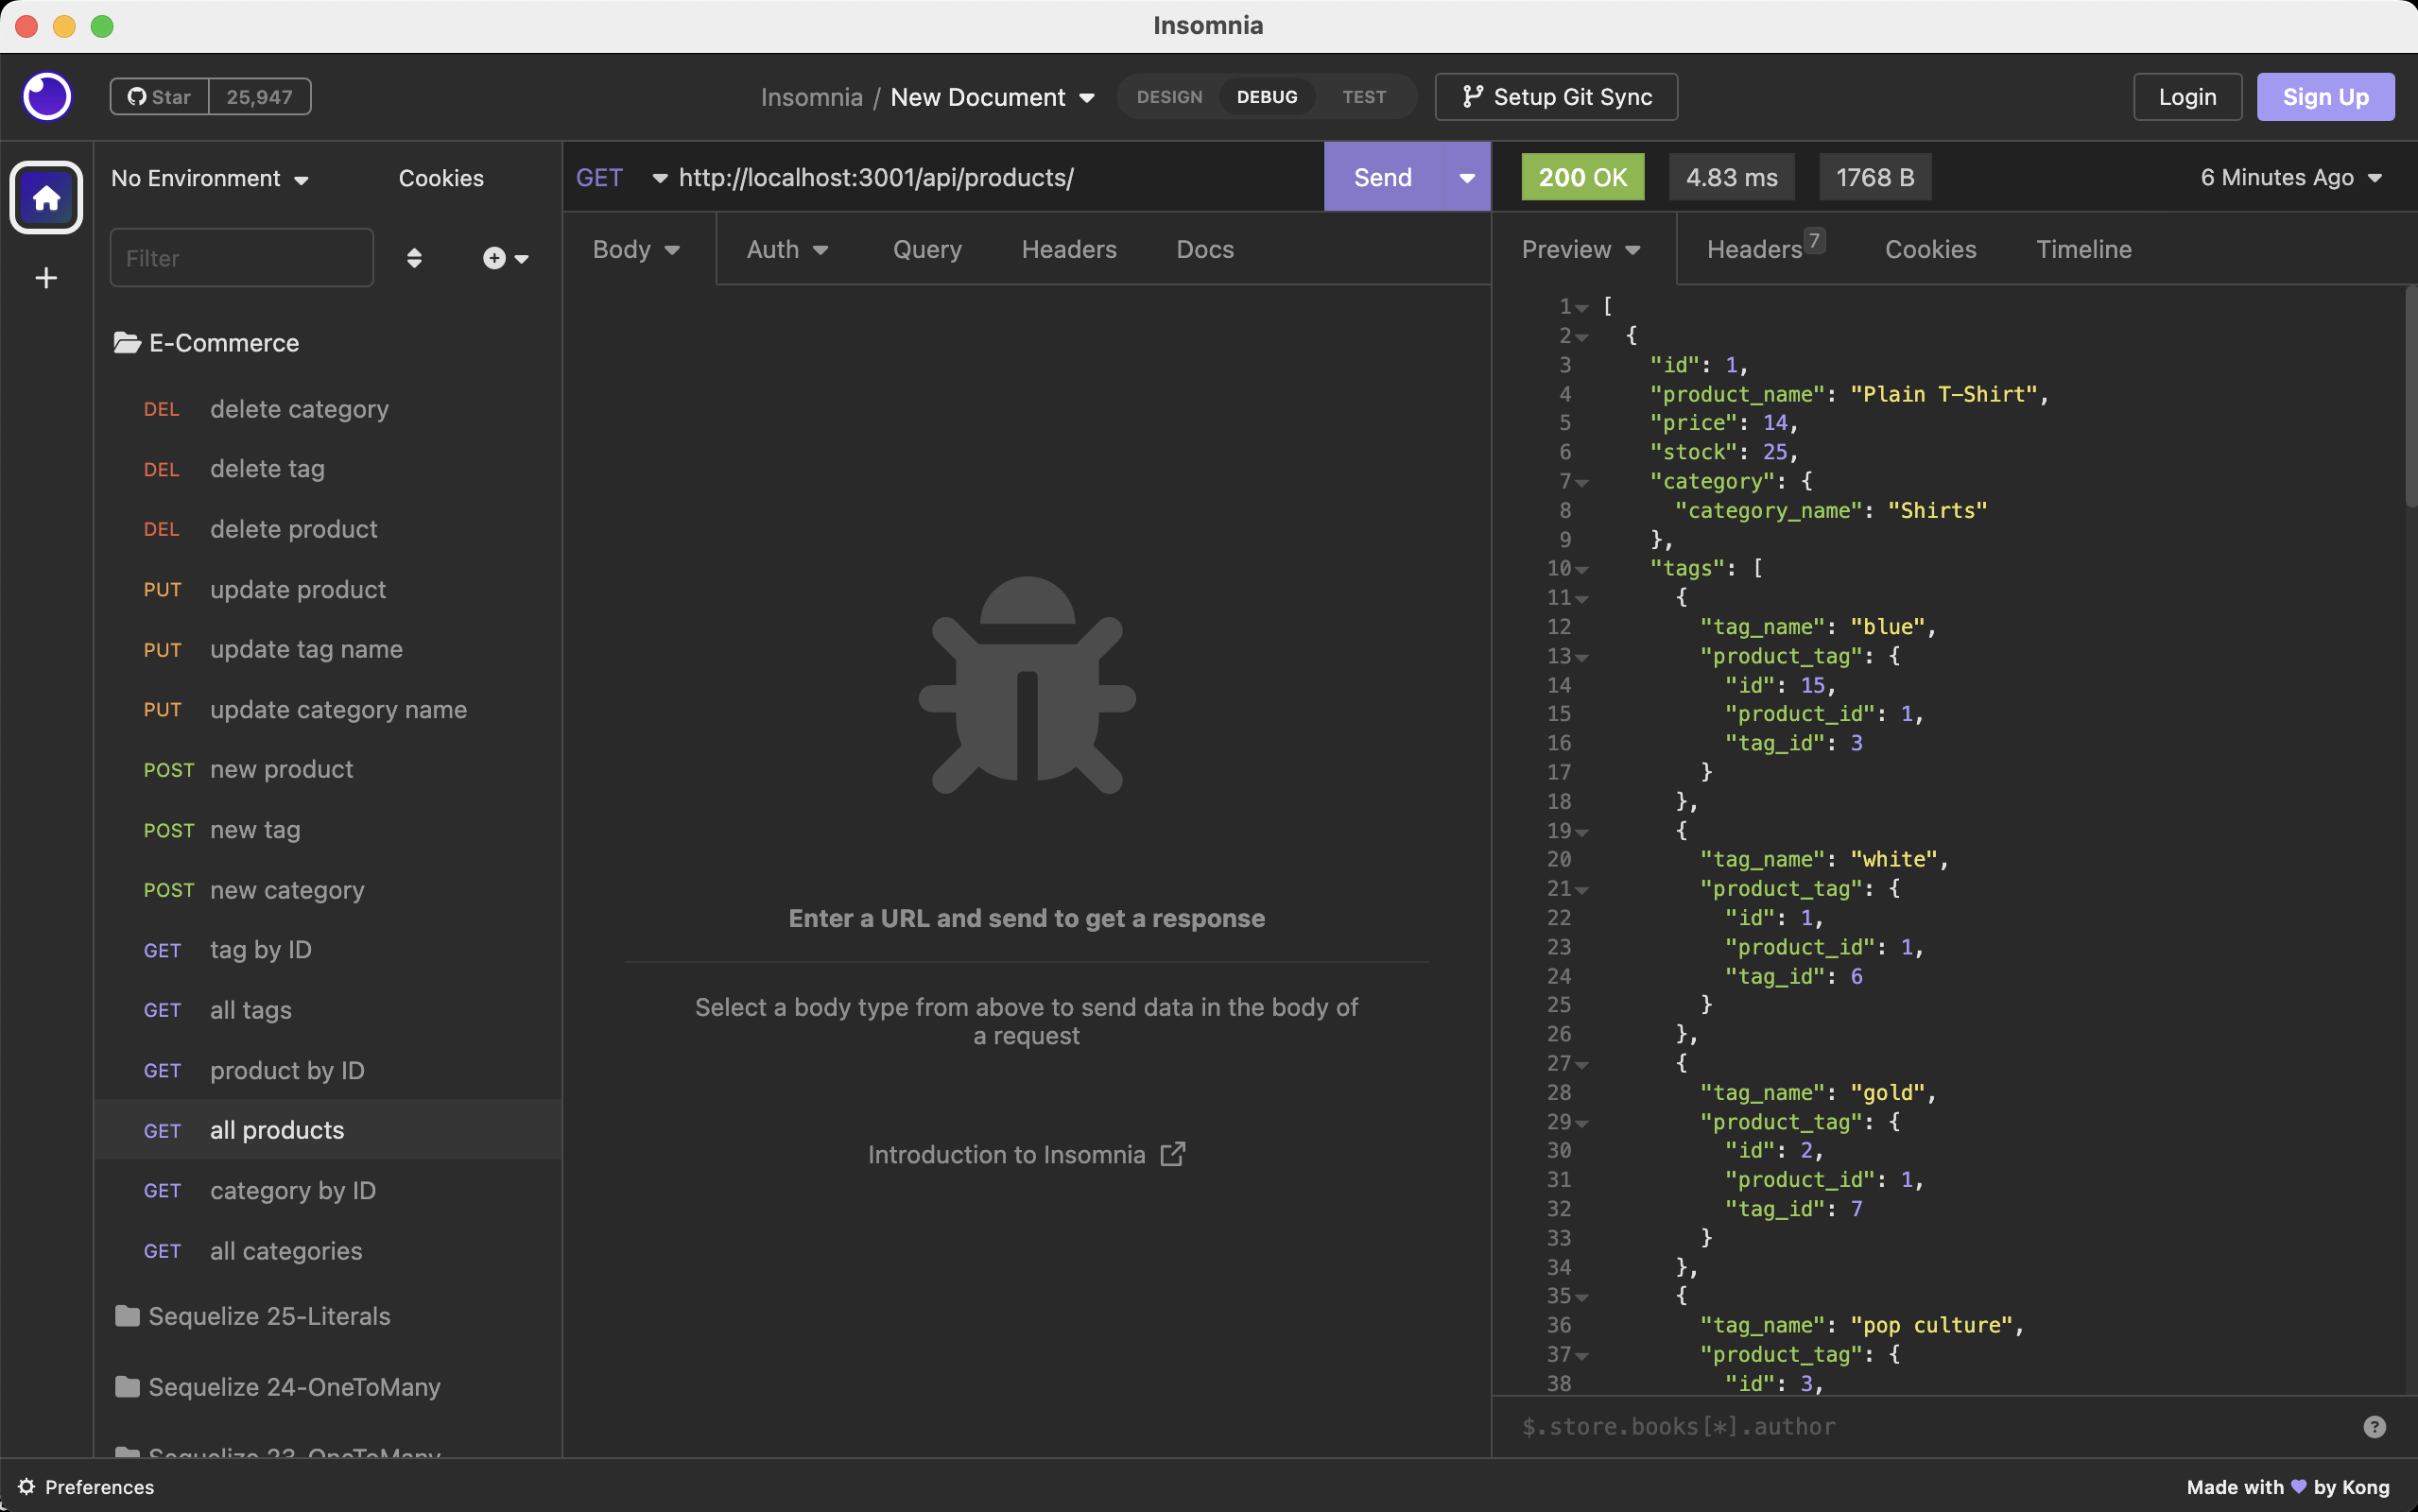 Insomnia
Star 25,947
Insomnia / New Document
DESIGN DEBUG TEST
Setup Git Sync
Login
Sign Up
No Environment
Cookies
Filter
E-Commerce
DEL delete category
DEL delete tag
DEL delete product
PUT update product
PUT update tag name
PUT update category name
POST new product
POST new tag
POST new category
GET tag by ID
GET all tags
GET product by ID
GET all products
GET category by ID
GET all categories
Sequelize 25-Literals
Sequelize 24-OneToMany
Sequelize 23-OneToMany
GET http://localhost:3001/api/products/
Send
Body Auth Query Headers Docs
Enter a URL and send to get a response
Select a body type from above to send data in the body of
a request
Introduction to Insomnia
200 OK 4.83 ms 1768 B 6 Minutes Ago
Preview Headers 7 Cookies Timeline
1 [
2 {
3 "id": 1,
4 "product_name": "Plain T-Shirt",
5 "price": 14,
6 "stock": 25,
7 "category": {
8 "category_name": "Shirts"
9 },
10 "tags": [
11 {
12 "tag_name": "blue",
13 "product_tag": {
14 "id": 15,
15 "product_id": 1,
16 "tag_id": 3
17 }
18 },
19 {
20 "tag_name": "white",
21 "product_tag": {
22 "id": 1,
23 "product_id": 1,
24 "tag_id": 6
25 }
26 },
27 {
28 "tag_name": "gold",
29 "product_tag": {
30 "id": 2,
31 "product_id": 1,
32 "tag_id": 7
33 }
34 },
35 {
36 "tag_name": "pop culture",
37 "product_tag": {
38 "id": 3,
$.store.books[*].author
Preferences
Made with 💜 by Kong